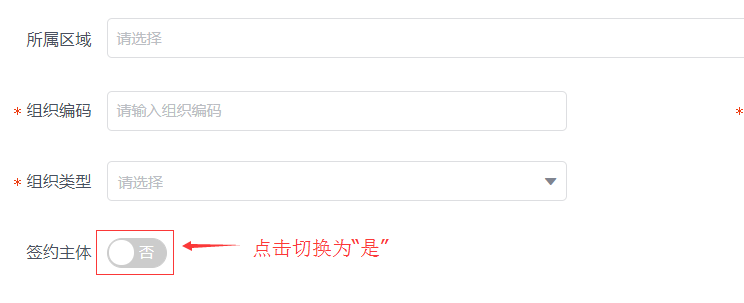 所属区域 请选择
* 组织编码 请输入组织编码 *
* 组织类型 请选择
签约主体 否 点击切换为“是”